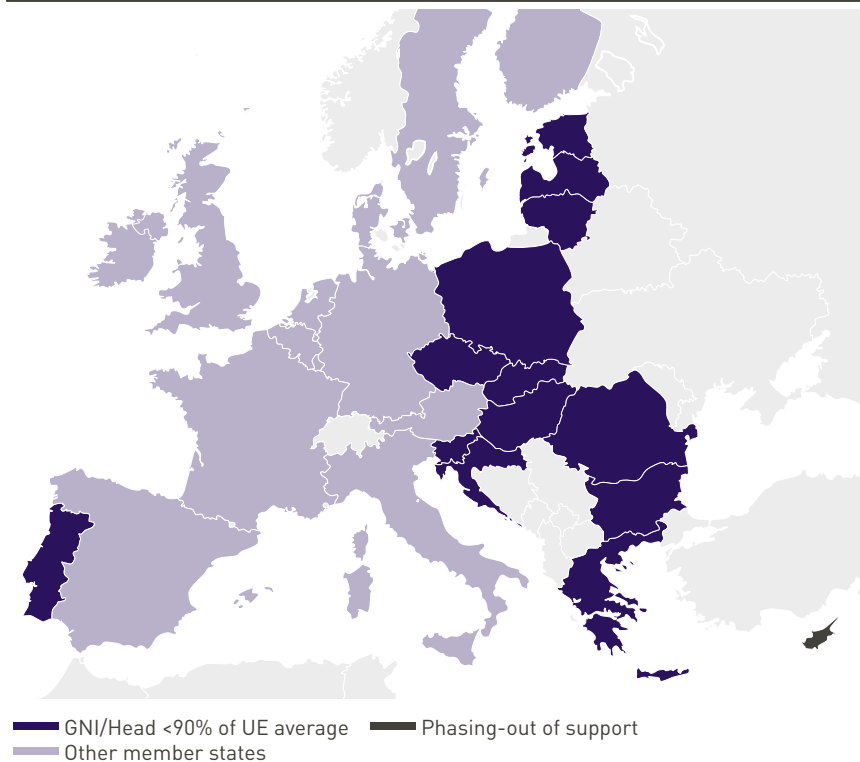 GNI/Head <90% of UE average
Phasing-out of support
Other member states